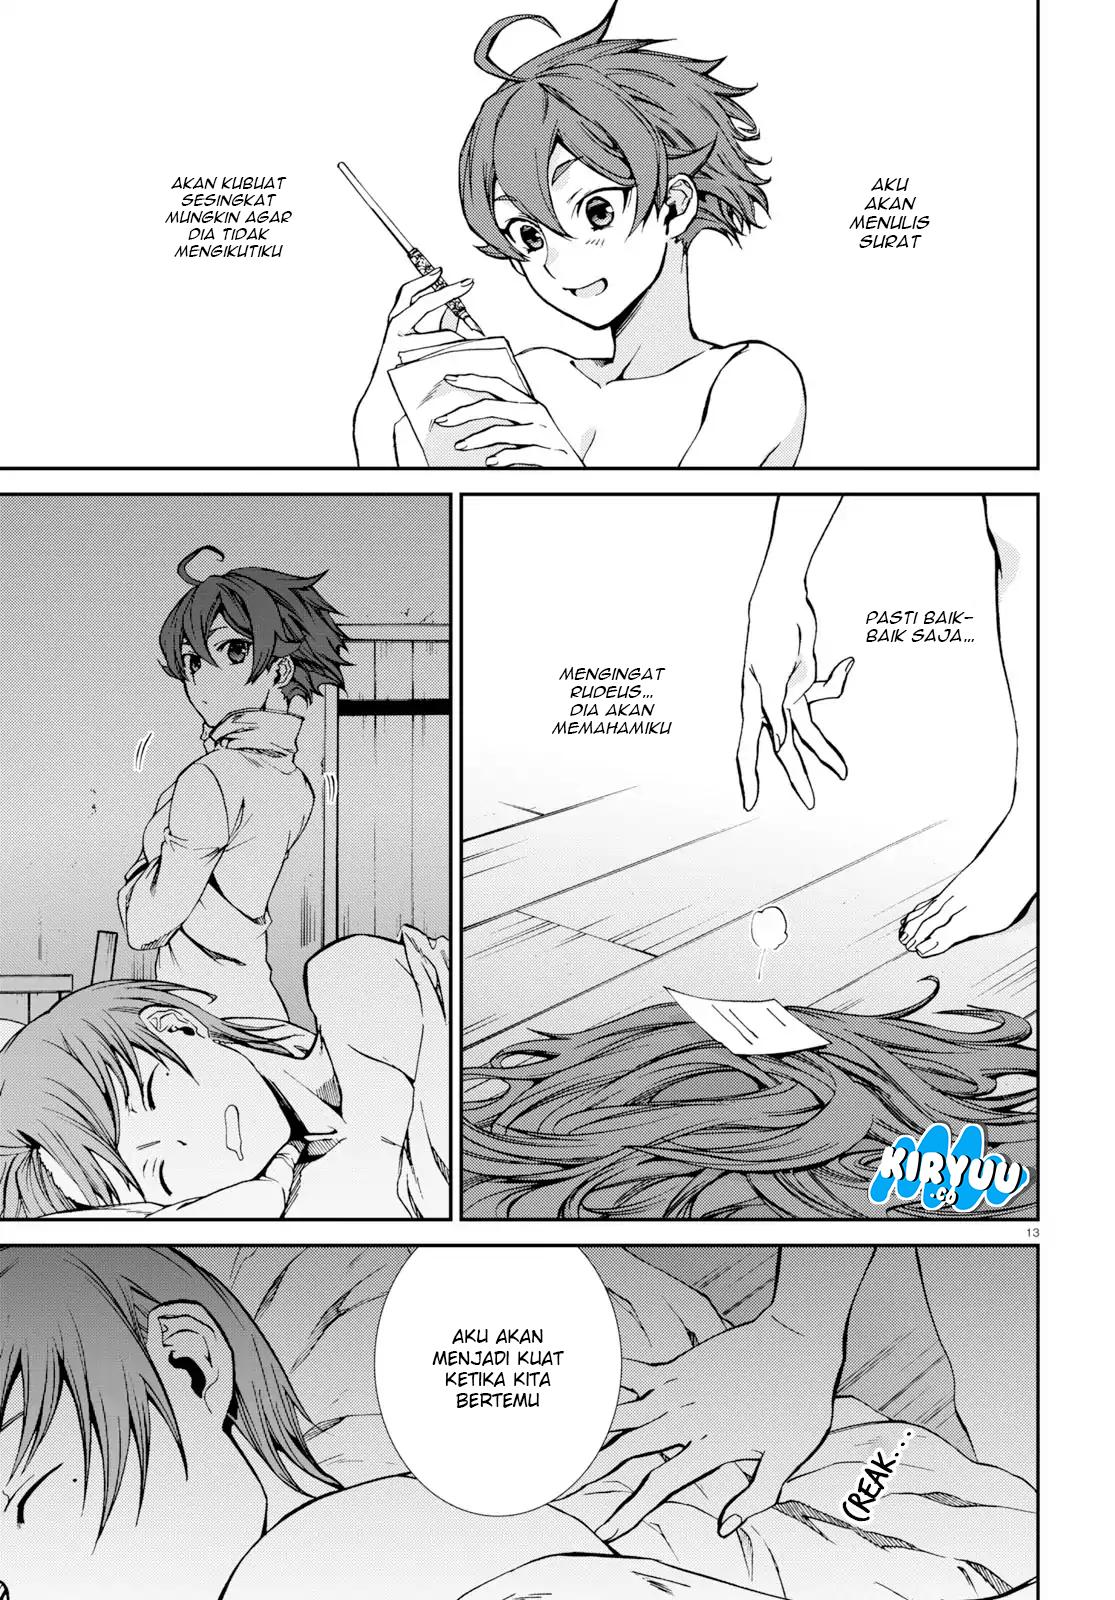 AKU
AKAN
MENULIS
SURAT
AKAN KUBUAT
SESINGKAT
MUNGKIN AGAR
DIA TIDAK
MENGIKUTIKU
PASTI BAIK-
BAIK SAJA...
MENGINGAT
RUDEUS...
DIA AKAN
MEMAHAMIKU
KIRYUU
.CO
13
AKU AKAN
MENJADI KUAT
KETIKA KITA
BERTEMU
CREAK...